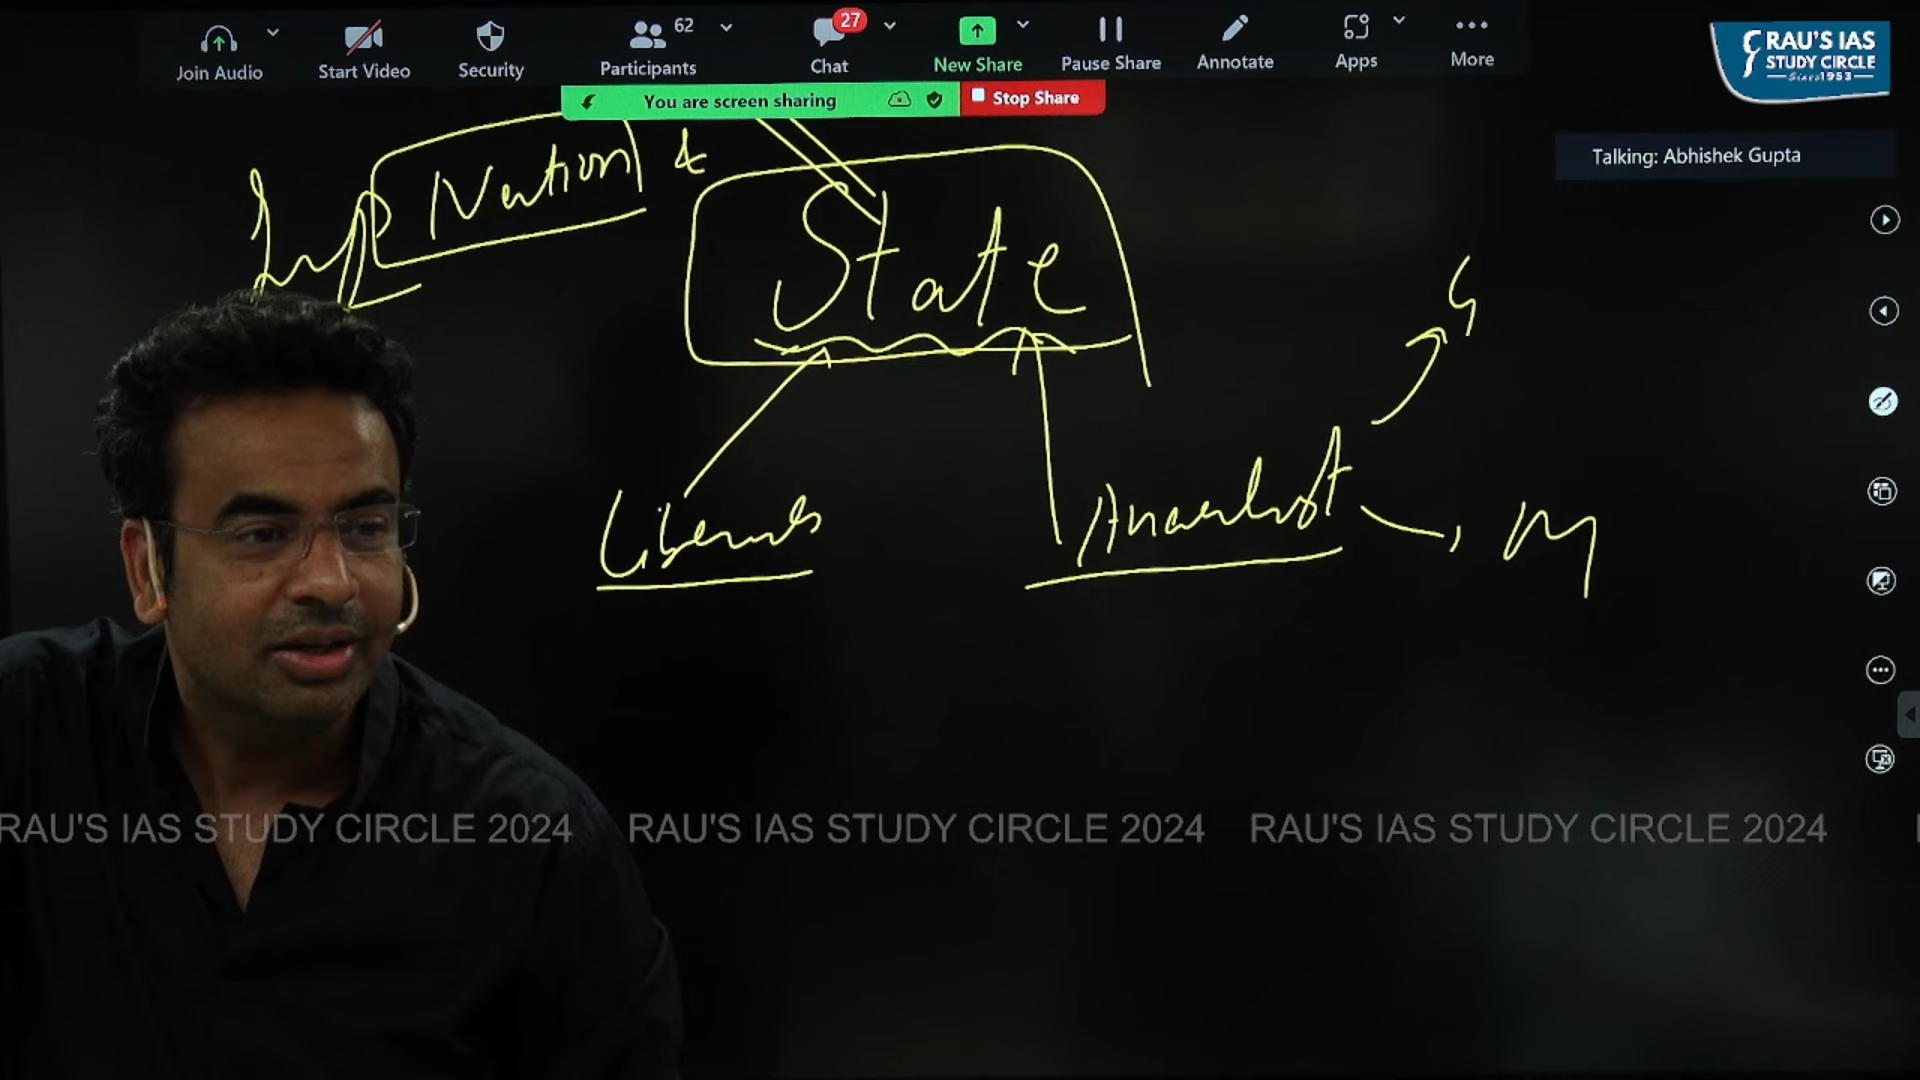 62
27
Join Audio
Start Video
Security
Participants
Chat
New Share
Pause Share
Annotate
Apps
More
RAU'S IAS
STUDY CIRCLE
Since 1953
You are screen sharing
Stop Share
Talking: Abhishek Gupta
Nation &
State
Liberals
Anarchist
M
RAU'S IAS STUDY CIRCLE 2024 RAU'S IAS STUDY CIRCLE 2024 RAU'S IAS STUDY CIRCLE 2024